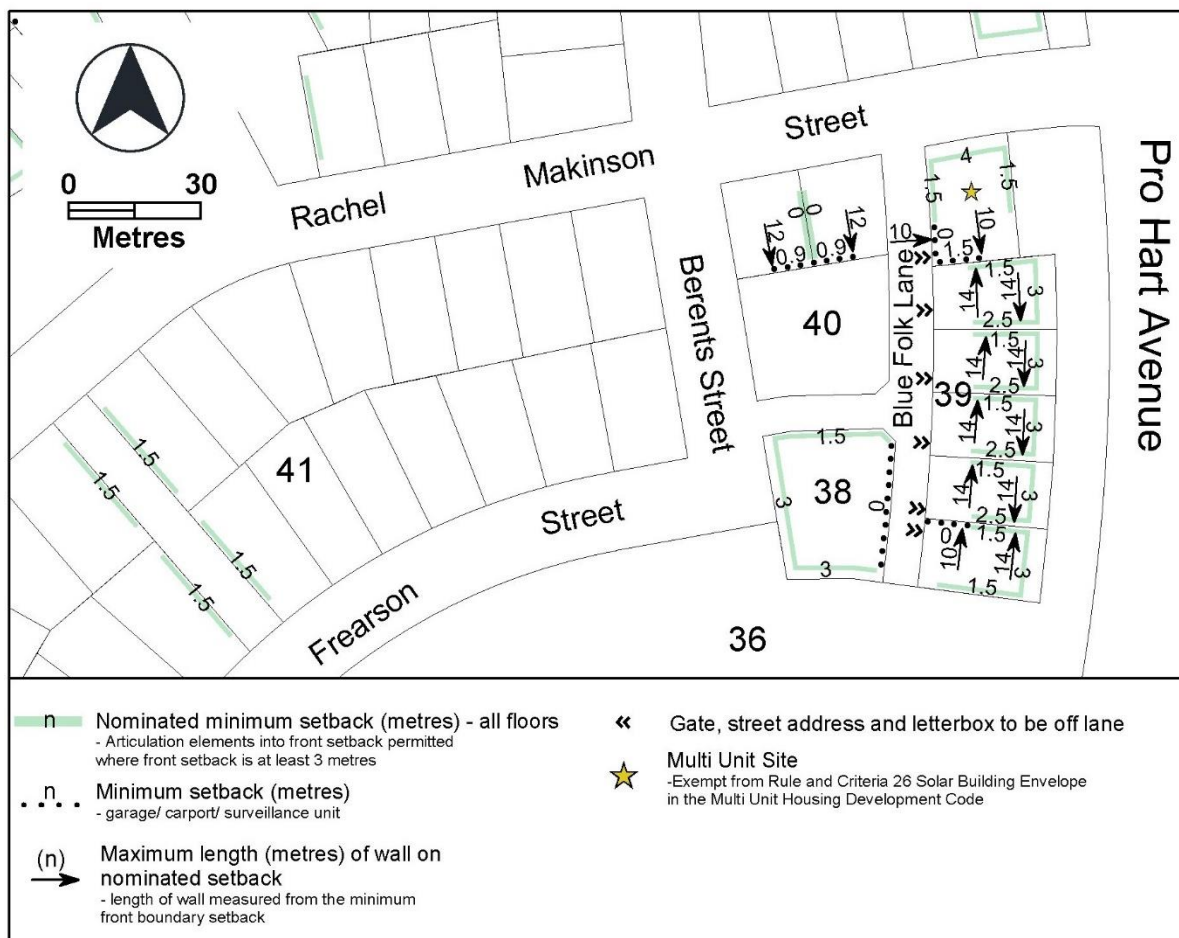 0 30
Metres
Rachel Makinson Street
Pro Hart Avenue
Berents Street
Blue Folk Lane
Frearson Street
4
1.5
1.5
10
0
1.5
10
0
0
12
12
0.9
0.9
40
39
1.5
14
14
3
2.5
1.5
14
14
3
2.5
1.5
14
14
3
2.5
1.5
14
14
3
2.5
0
1.5
10
14
3
1.5
1.5
38
3
0
3
41
1.5
1.5
1.5
1.5
36
n Nominated minimum setback (metres) - all floors
- Articulation elements into front setback permitted
where front setback is at least 3 metres
n Minimum setback (metres)
- garage/ carport/ surveillance unit
(n) Maximum length (metres) of wall on
nominated setback
- length of wall measured from the minimum
front boundary setback
« Gate, street address and letterbox to be off lane
Multi Unit Site
-Exempt from Rule and Criteria 26 Solar Building Envelope
in the Multi Unit Housing Development Code